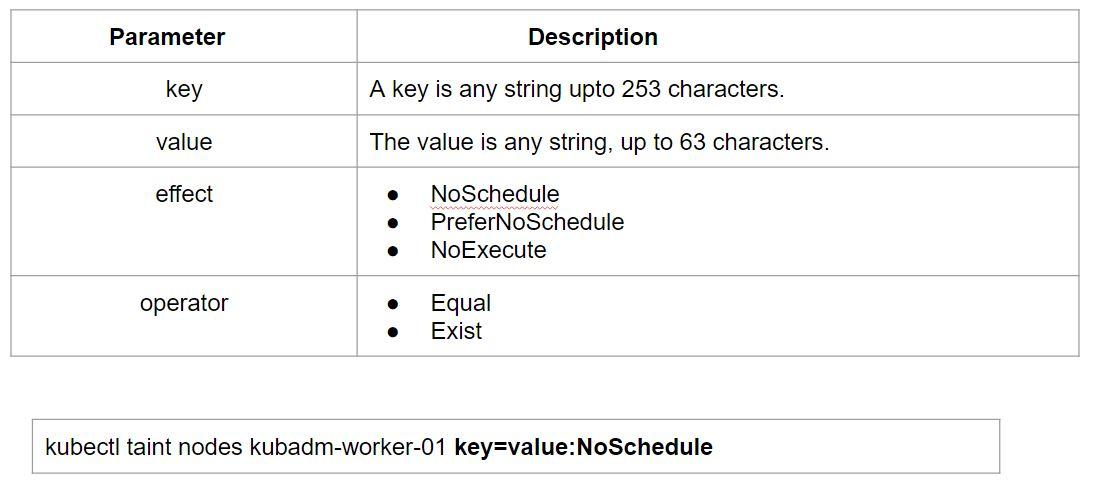 Parameter Description
key A key is any string upto 253 characters.
value The value is any string, up to 63 characters.
effect ● NoSchedule
● PreferNoSchedule
● NoExecute
operator ● Equal
● Exist
kubectl taint nodes kubadm-worker-01 key=value:NoSchedule